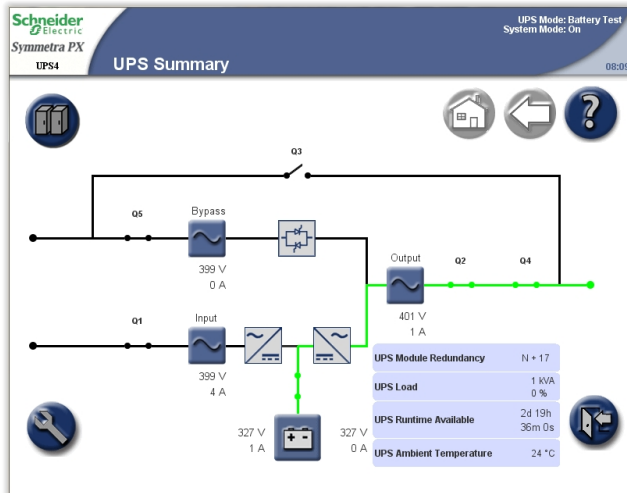 Schneider
Electric
Symmetra PX
UPS4
UPS Summary
UPS Mode: Battery Test
System Mode: On
08:09
?
Q3
Q5
Bypass
399 V
0 A
Output
Q2
Q4
401 V
1 A
Q1
Input
399 V
4 A
UPS Module Redundancy N + 17
UPS Load 1 kVA
0 %
UPS Runtime Available 2d 19h
36m 0s
UPS Ambient Temperature 24 °C
327 V
1 A
+ -
327 V
0 A